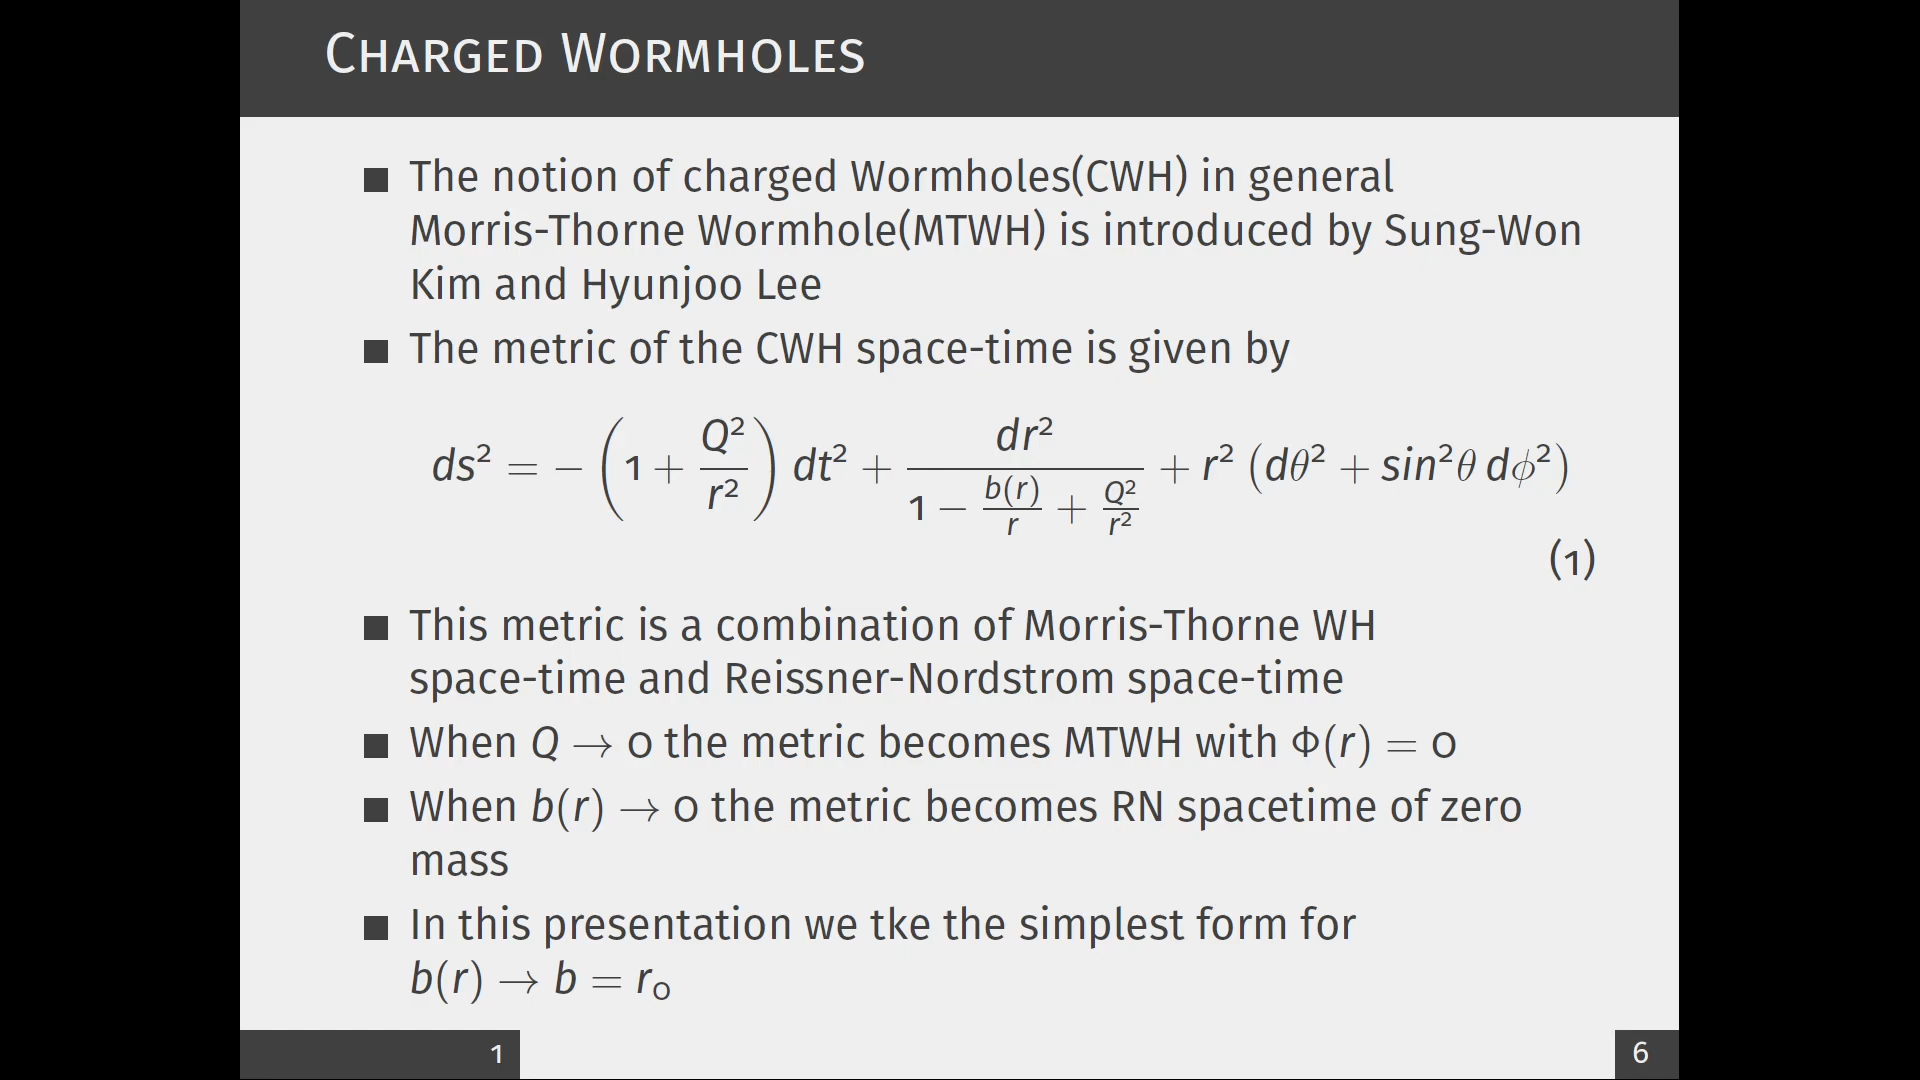 CHARGED WORMHOLES
■ The notion of charged Wormholes(CWH) in general
Morris-Thorne Wormhole(MTWH) is introduced by Sung-Won
Kim and Hyunjoo Lee
■ The metric of the CWH space-time is given by
ds² = − (1 + Q²/r²) dt² + dr²/(1 − b(r)/r + Q²/r²) + r² (dθ² + sin²θ dϕ²)
(1)
■ This metric is a combination of Morris-Thorne WH
space-time and Reissner-Nordstrom space-time
■ When Q → 0 the metric becomes MTWH with Φ(r) = 0
■ When b(r) → 0 the metric becomes RN spacetime of zero
mass
■ In this presentation we tke the simplest form for
b(r) → b = r₀
1
6